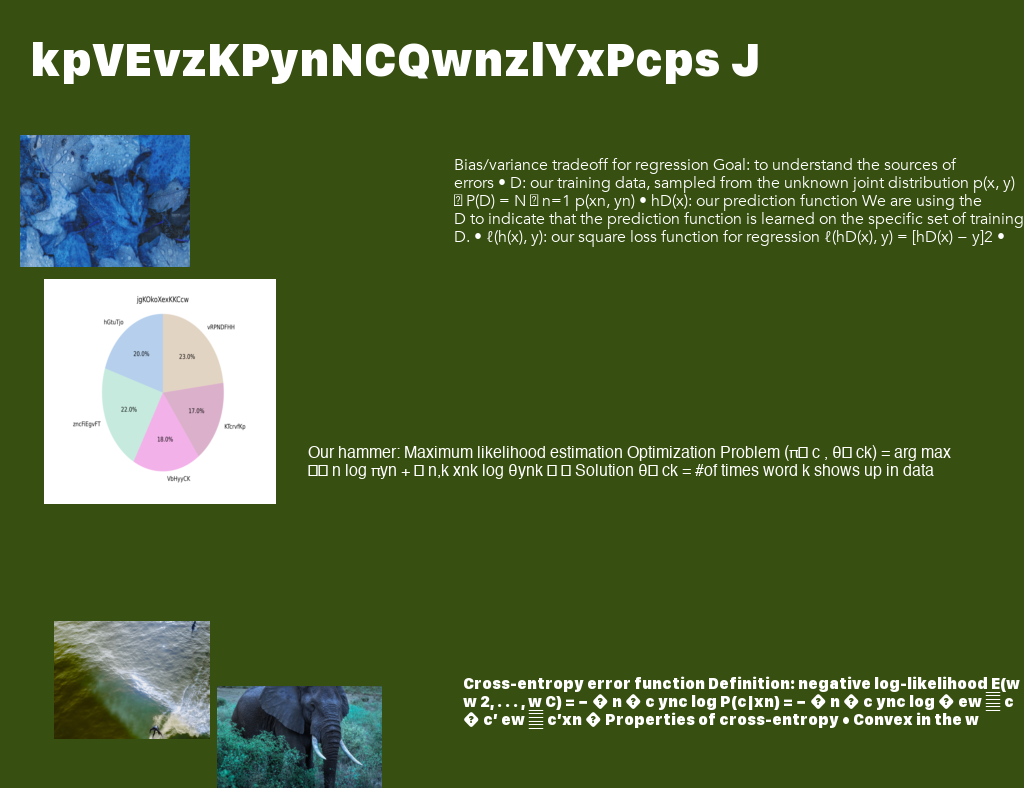 kpVEvzKPynNCQwnzlYxPcps J
Bias/variance tradeoff for regression Goal: to understand the sources of
errors • D: our training data, sampled from the unknown joint distribution p(x, y)
P(D) = N n=1 p(xn, yn) • hD(x): our prediction function We are using the
D to indicate that the prediction function is learned on the specific set of training
D. • ℓ(h(x), y): our square loss function for regression ℓ(hD(x), y) = [hD(x) − y]2 •
jgKOkoXexKKCcw
hGtuTjo
vRPNDFHH
20.0%
23.0%
22.0%
17.0%
18.0%
zncFlEgvFT
KTcrvfKp
VbHyyCK
Our hammer: Maximum likelihood estimation Optimization Problem (π c , θ ck) = arg max
n log πyn + n,k xnk log θynk Solution θ ck = #of times word k shows up in data
Cross-entropy error function Definition: negative log-likelihood E(w
w 2, . . . , w C) = − � n � c ync log P(c|xn) = − � n � c ync log � ew c
� c′ ew c′xn � Properties of cross-entropy • Convex in the w